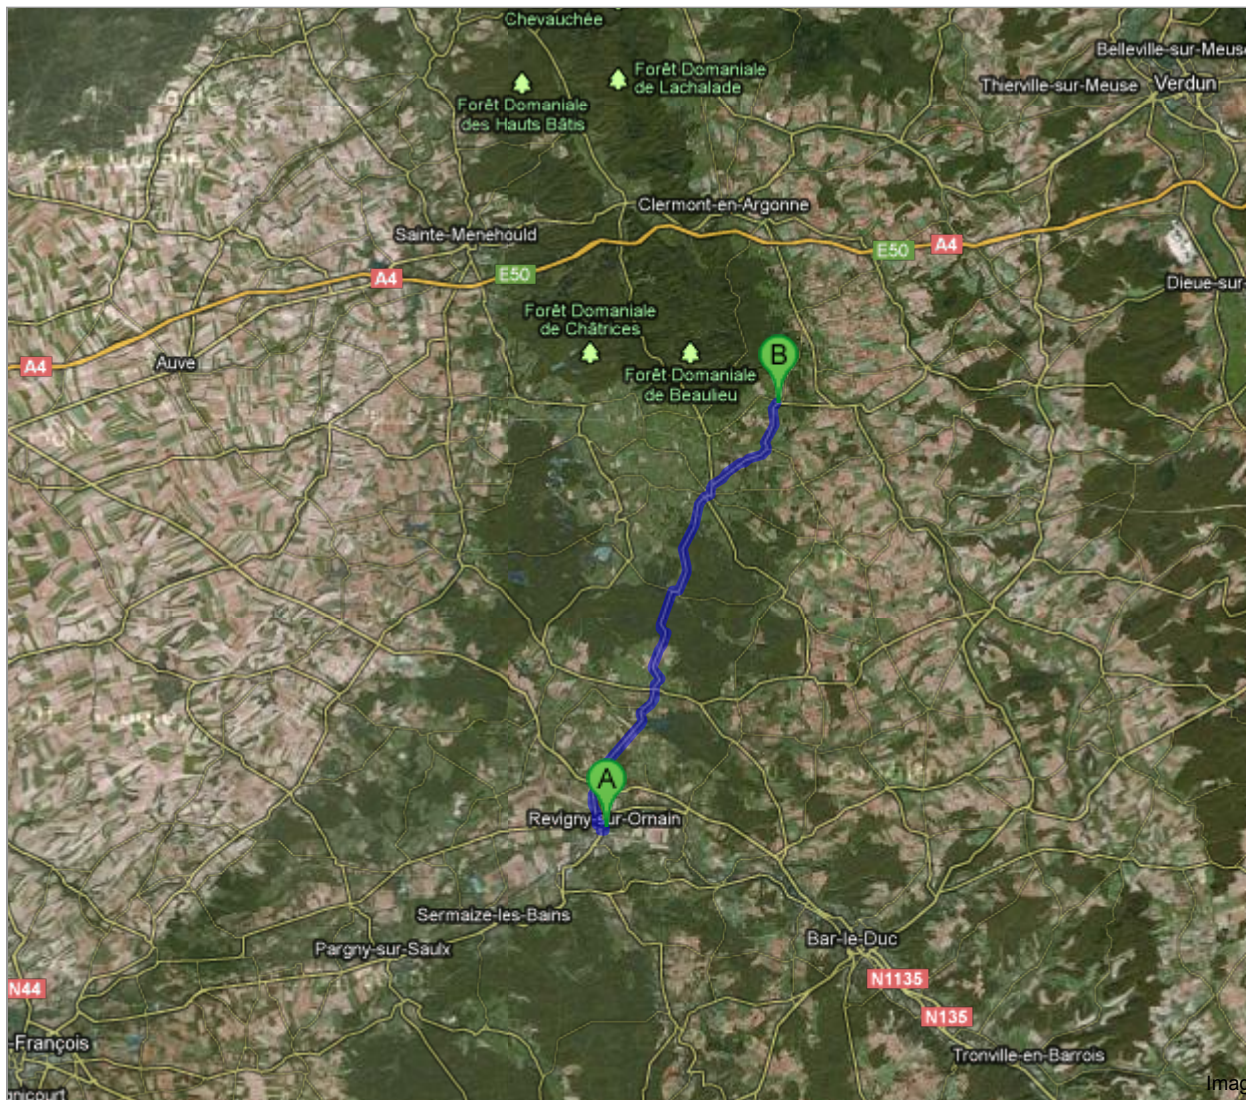 Chevauchée
Belleville-sur-Meuse
Forêt Domaniale
de Lachalade
Thierville-sur-Meuse
Verdun
Forêt Domaniale
des Hauts Bâtis
Clermont-en-Argonne
Sainte-Menehould
E50
A4
A4
E50
Dieue-sur-
Forêt Domaniale
de Châtrices
A4
Auve
B
Forêt Domaniale
de Beaulieu
A
Revigny-sur-Ornain
Sermaize-les-Bains
Bar-le-Duc
Pargny-sur-Saulx
N1135
N44
N135
-François
Tronville-en-Barrois
Imag